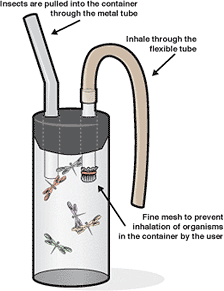 Insects are pulled into the container
through the metal tube
Inhale through the
flexible tube
Fine mesh to prevent
inhalation of organisms
in the container by the user